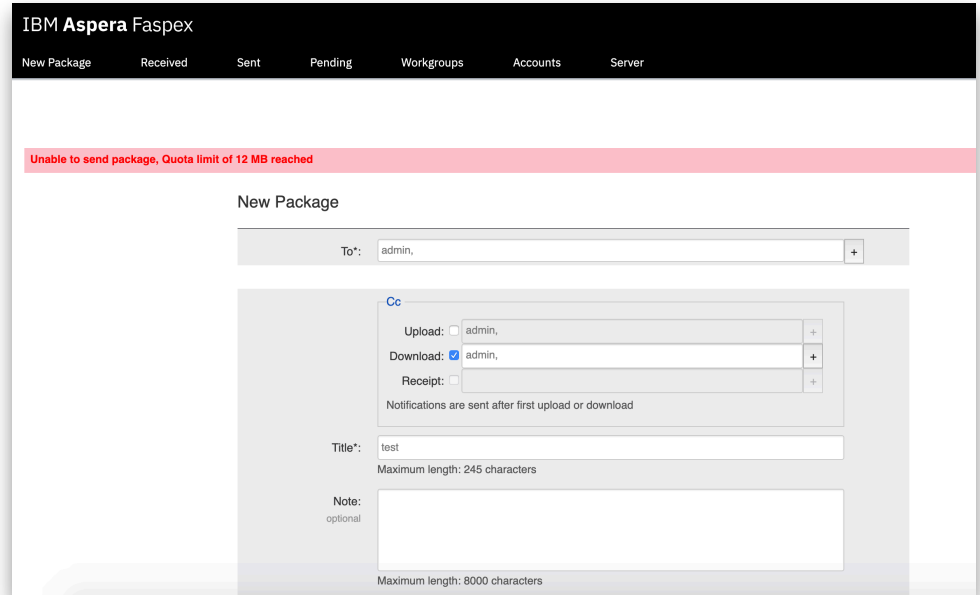 IBM Aspera Faspex
New Package Received Sent Pending Workgroups Accounts Server
Unable to send package, Quota limit of 12 MB reached
New Package
To*: admin, +
Cc
Upload: admin, +
Download: admin, +
Receipt: +
Notifications are sent after first upload or download
Title*: test
Maximum length: 245 characters
Note:
optional
Maximum length: 8000 characters